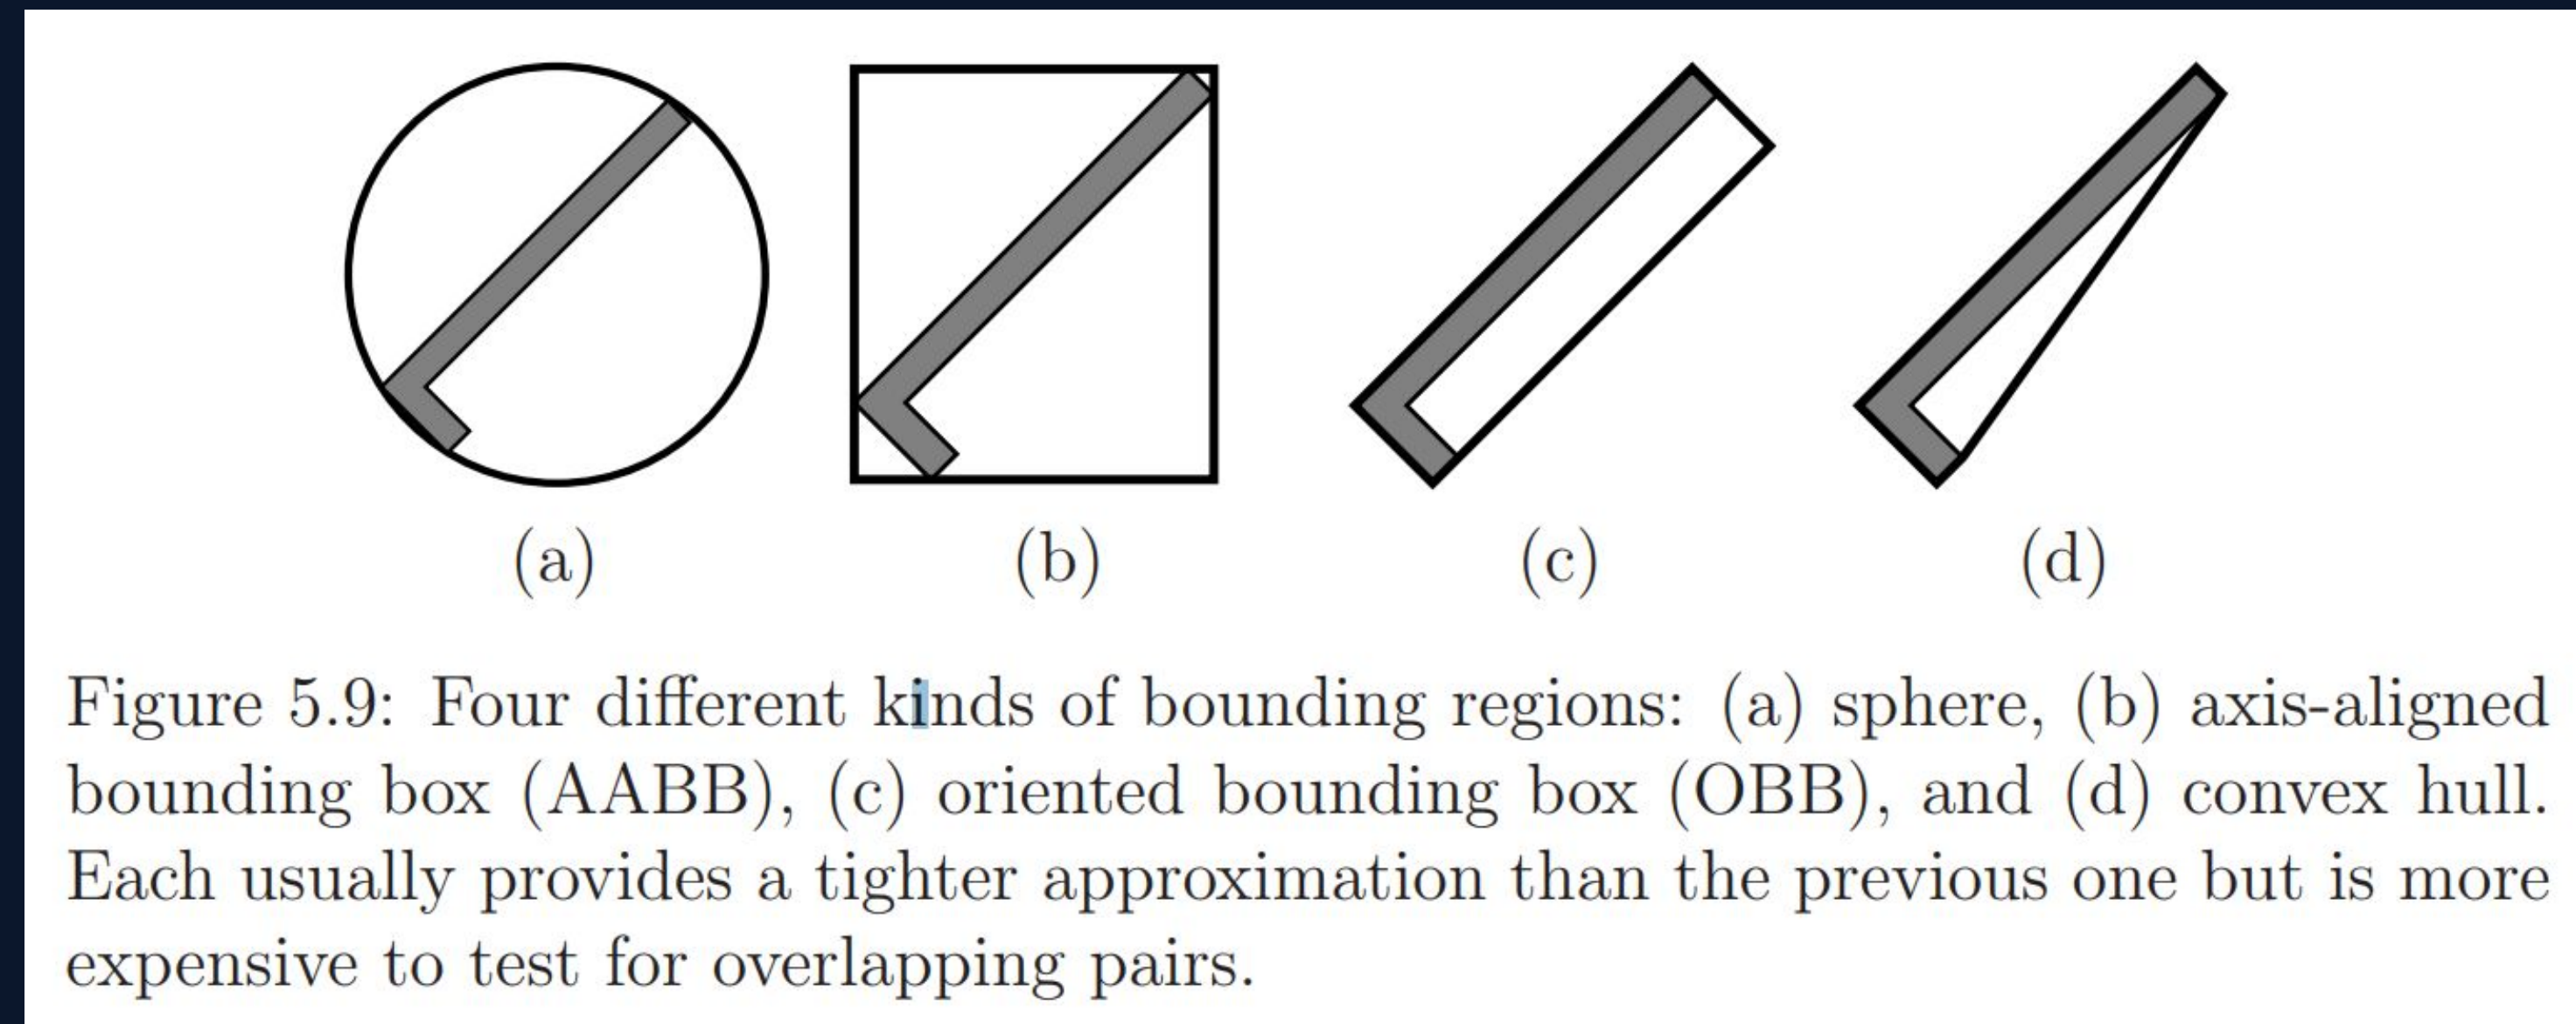 (a) (b) (c) (d)
Figure 5.9: Four different kinds of bounding regions: (a) sphere, (b) axis-aligned
bounding box (AABB), (c) oriented bounding box (OBB), and (d) convex hull.
Each usually provides a tighter approximation than the previous one but is more
expensive to test for overlapping pairs.